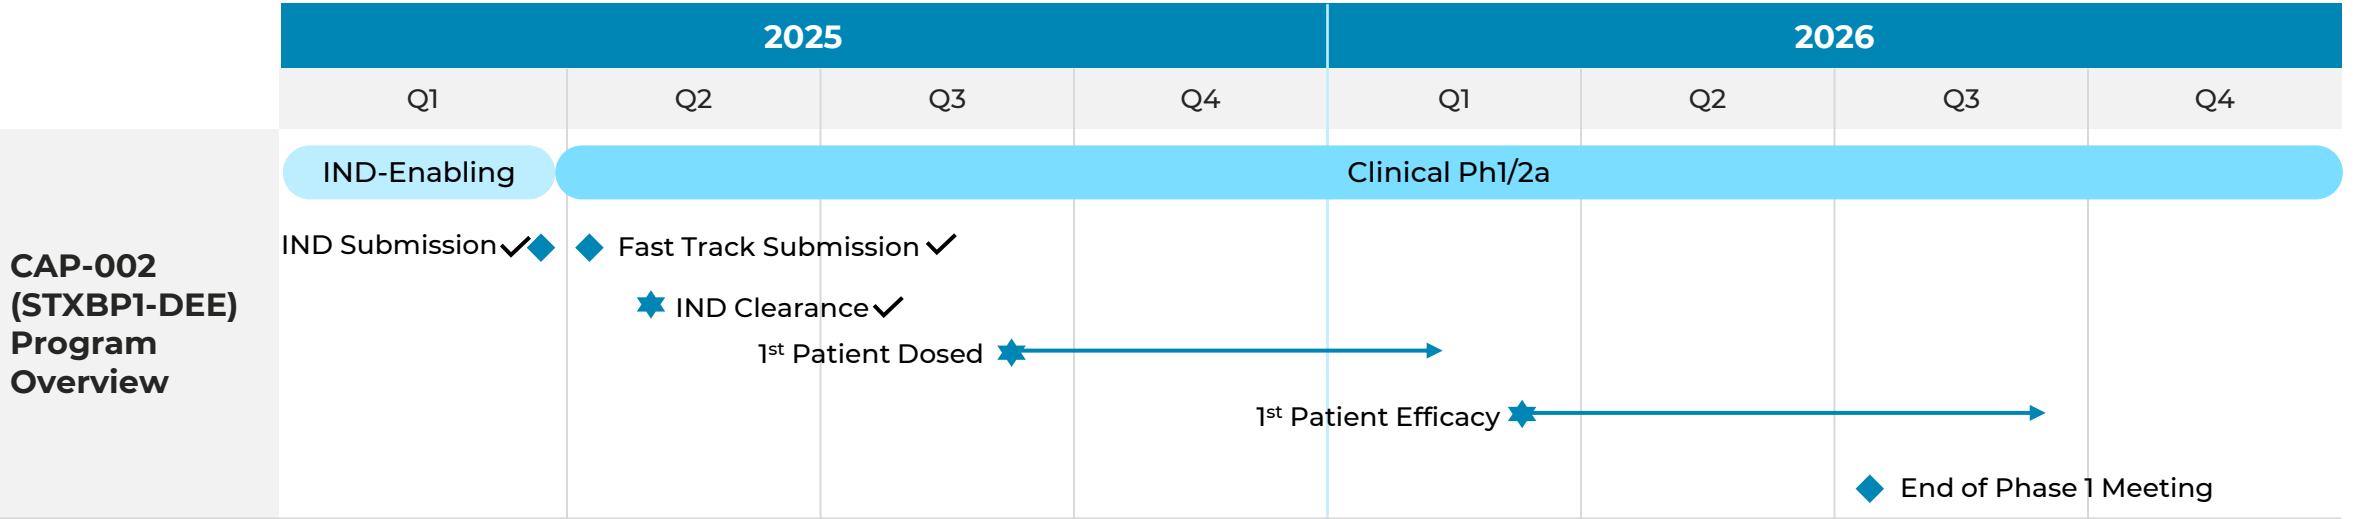 2025
2026
Q1
Q2
Q3
Q4
Q1
Q2
Q3
Q4
CAP-002
(STXBP1-DEE)
Program
Overview
IND-Enabling
Clinical Ph1/2a
IND Submission
Fast Track Submission
IND Clearance
1st Patient Dosed
1st Patient Efficacy
End of Phase 1 Meeting